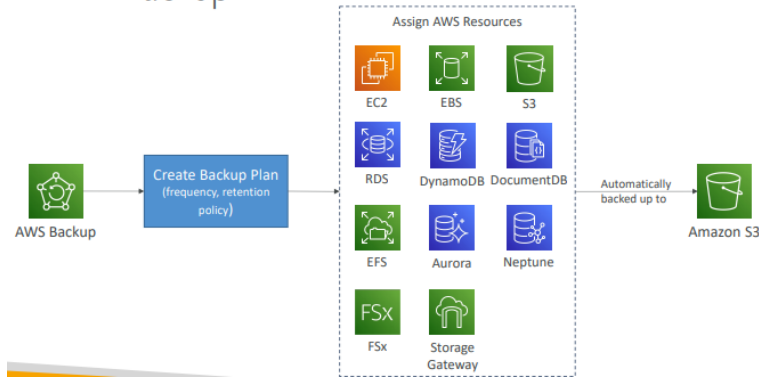 Assign AWS Resources
EC2
EBS
S3
RDS
DynamoDB
DocumentDB
EFS
Aurora
Neptune
FSx
FSx
Storage
Gateway
AWS Backup
Create Backup Plan
(frequency, retention
policy)
Automatically
backed up to
Amazon S3